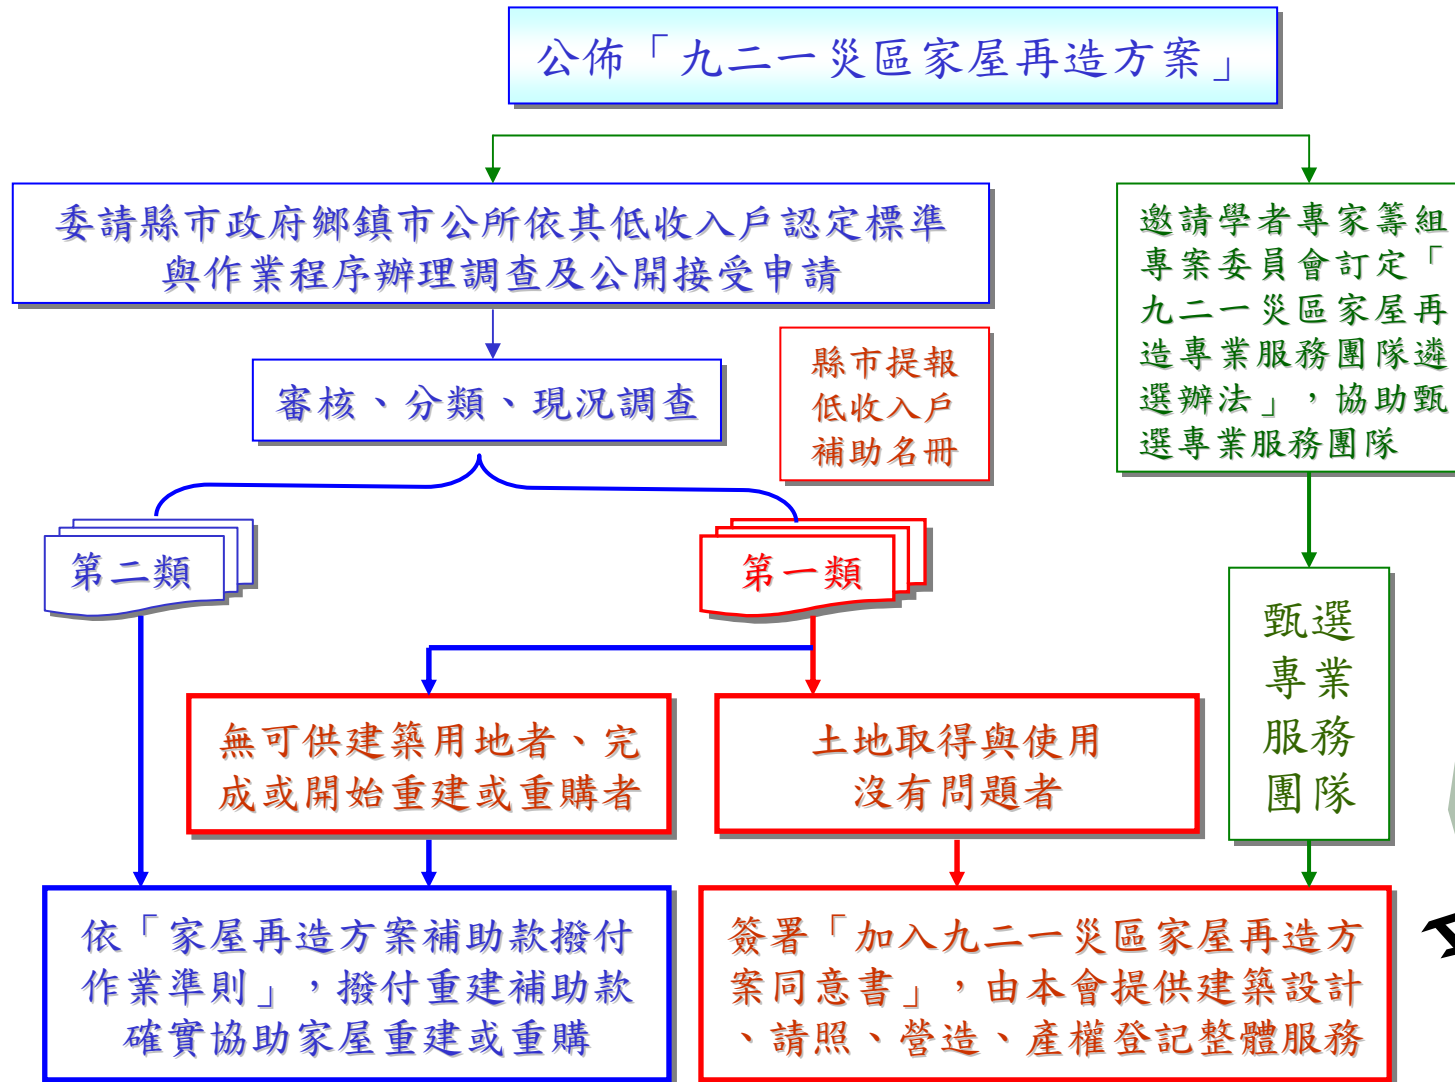 公佈「九二一災區家屋再造方案」
委請縣市政府鄉鎮市公所依其低收入戶認定標準
與作業程序辦理調查及公開接受申請
邀請學者專家籌組
專案委員會訂定「
九二一災區家屋再
造專業服務團隊遴
選辦法」，協助甄
選專業服務團隊
縣市提報
低收入戶
補助名冊
審核、分類、現況調查
第二類
第一類
甄選
專業
服務
團隊
無可供建築用地者、完
成或開始重建或重購者
土地取得與使用
沒有問題者
依「家屋再造方案補助款撥付
作業準則」，撥付重建補助款
確實協助家屋重建或重購
簽署「加入九二一災區家屋再造方
案同意書」，由本會提供建築設計
、請照、營造、產權登記整體服務